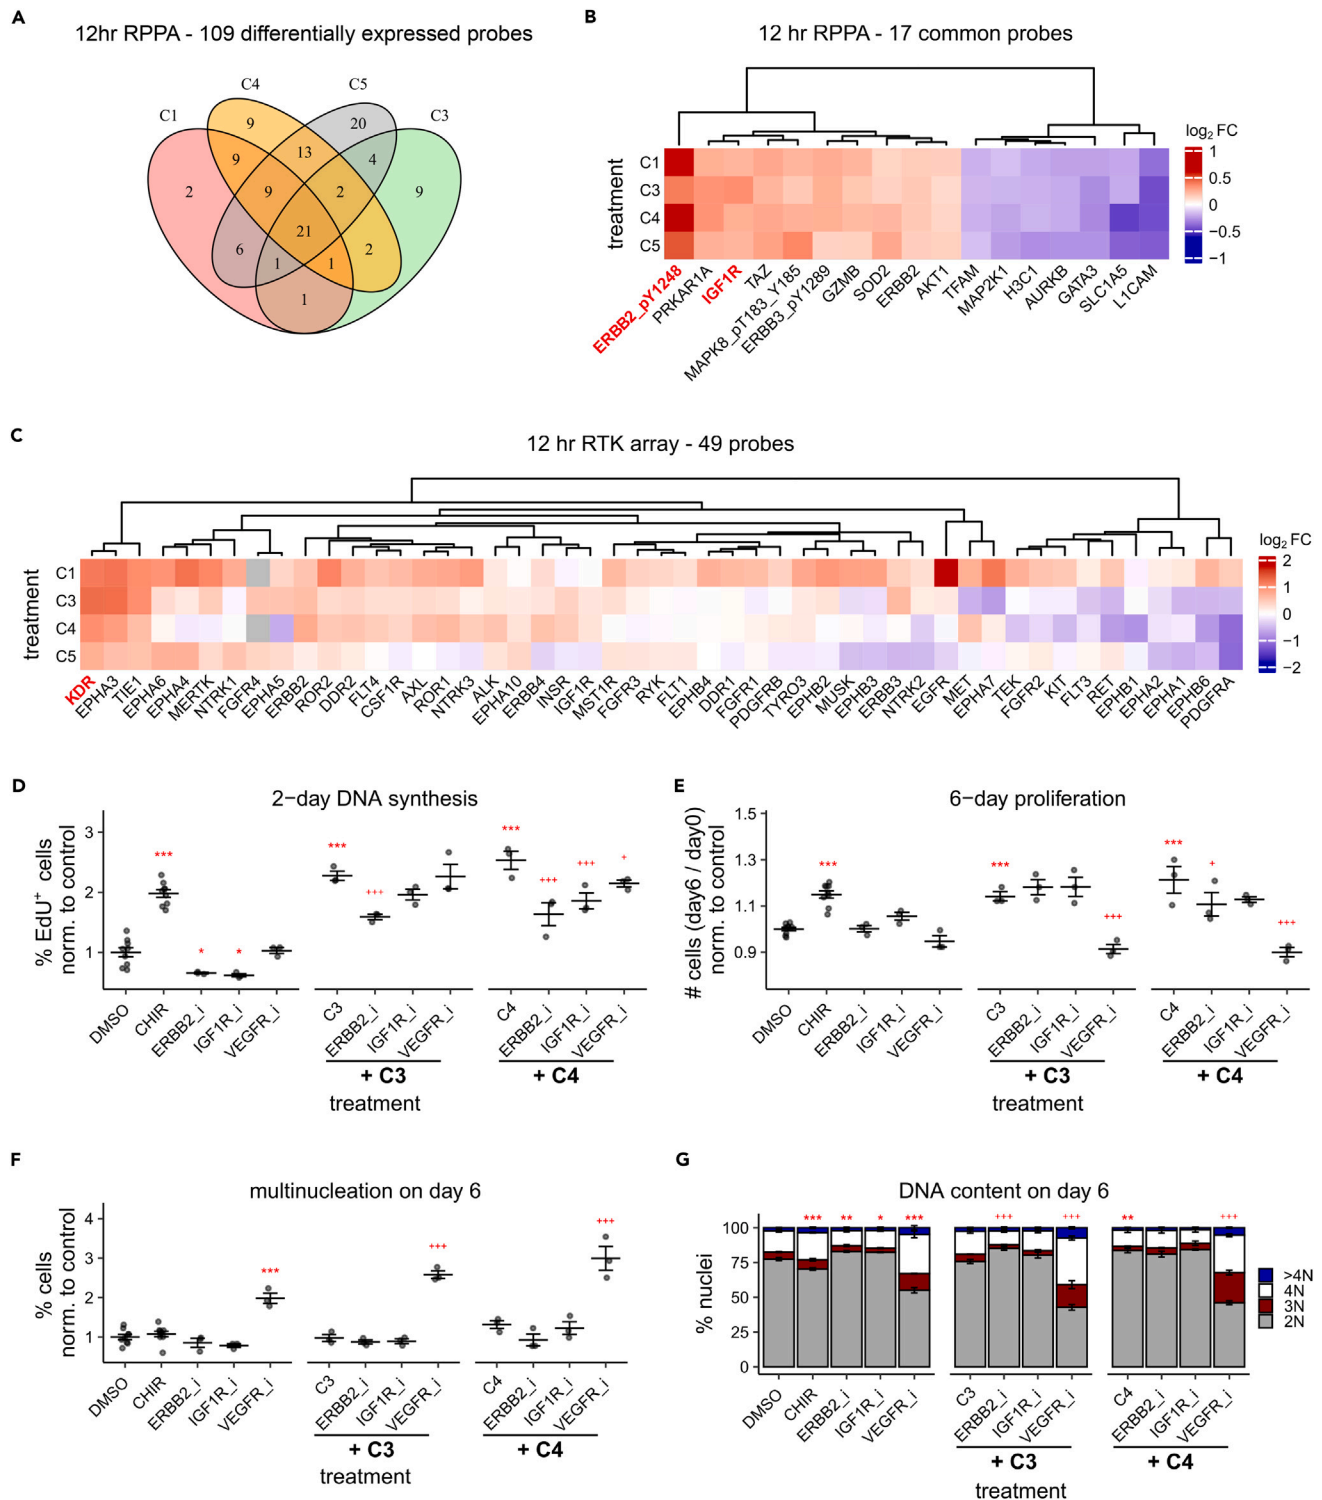 A
12hr RPPA - 109 differentially expressed probes
C1
C4
C5
C3
9
20
9
13
4
2
9
2
9
6
21
1
1
2
1
B
12 hr RPPA - 17 common probes
log2 FC
1
0.5
0
−0.5
−1
treatment
C1
C3
C4
C5
ERBB2_pY1248
PRKAR1A
IGF1R
TAZ
MAPK8_pT183_Y185
ERBB3_pY1289
GZMB
SOD2
ERBB2
AKT1
TFAM
MAP2K1
H3C1
AURKB
GATA3
SLC1A5
L1CAM
C
12 hr RTK array - 49 probes
log2 FC
2
1
0
−1
−2
treatment
C1
C3
C4
C5
KDR
EPHA3
TIE1
EPHA6
EPHA4
MERTK
NTRK1
FGFR4
EPHA5
ERBB2
ROR2
DDR2
FLT4
CSF1R
AXL
ROR1
NTRK3
ALK
EPHA10
ERBB4
INSR
IGF1R
MST1R
FGFR3
RYK
FLT1
EPHB4
DDR1
FGFR1
PDGFRB
TYRO3
EPHB2
MUSK
EPHB3
ERBB3
NTRK2
EGFR
MET
EPHA7
TEK
FGFR2
KIT
FLT3
RET
EPHB1
EPHA2
EPHA1
EPHB6
PDGFRA
D
2−day DNA synthesis
% EdU+ cells
norm. to control
3
2
1
***
*
*
***
+++
***
+++
+++
+
DMSO
CHIR
ERBB2_i
IGF1R_i
VEGFR_i
C3
ERBB2_i
IGF1R_i
VEGFR_i
C4
ERBB2_i
IGF1R_i
VEGFR_i
+ C3
+ C4
treatment
E
6−day proliferation
# cells (day6 / day0)
norm. to control
1.5
1.3
1.1
0.9
***
***
+++
***
+
+++
DMSO
CHIR
ERBB2_i
IGF1R_i
VEGFR_i
C3
ERBB2_i
IGF1R_i
VEGFR_i
C4
ERBB2_i
IGF1R_i
VEGFR_i
+ C3
+ C4
treatment
F
multinucleation on day 6
% cells
norm. to control
4
3
2
1
***
+++
+++
DMSO
CHIR
ERBB2_i
IGF1R_i
VEGFR_i
C3
ERBB2_i
IGF1R_i
VEGFR_i
C4
ERBB2_i
IGF1R_i
VEGFR_i
+ C3
+ C4
treatment
G
DNA content on day 6
% nuclei
100
75
50
25
0
***
**
*
***
+++
+++
**
+++
>4N
4N
3N
2N
DMSO
CHIR
ERBB2_i
IGF1R_i
VEGFR_i
C3
ERBB2_i
IGF1R_i
VEGFR_i
C4
ERBB2_i
IGF1R_i
VEGFR_i
+ C3
+ C4
treatment